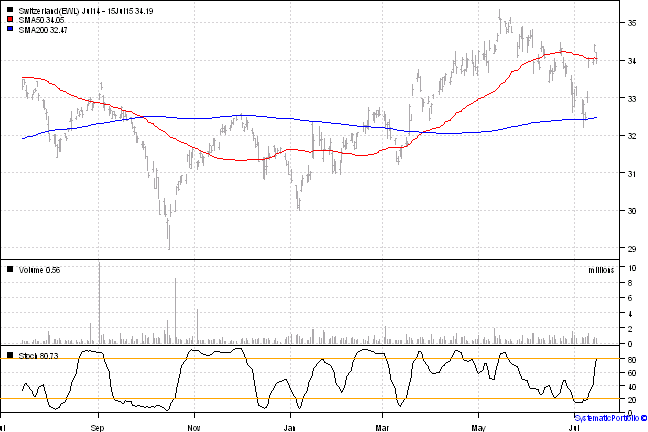 Switzerland(EWL) Jul14 - 15Jul15 34.19
SMA50 34.05
SMA200 32.47
35
34
33
32
31
30
29
Volume 0.56
millions
10
8
6
4
2
0
Stoch 80.73
80
60
40
20
0
Jul Sep Nov Jan Mar May Jul
SystematicPortfolio ©